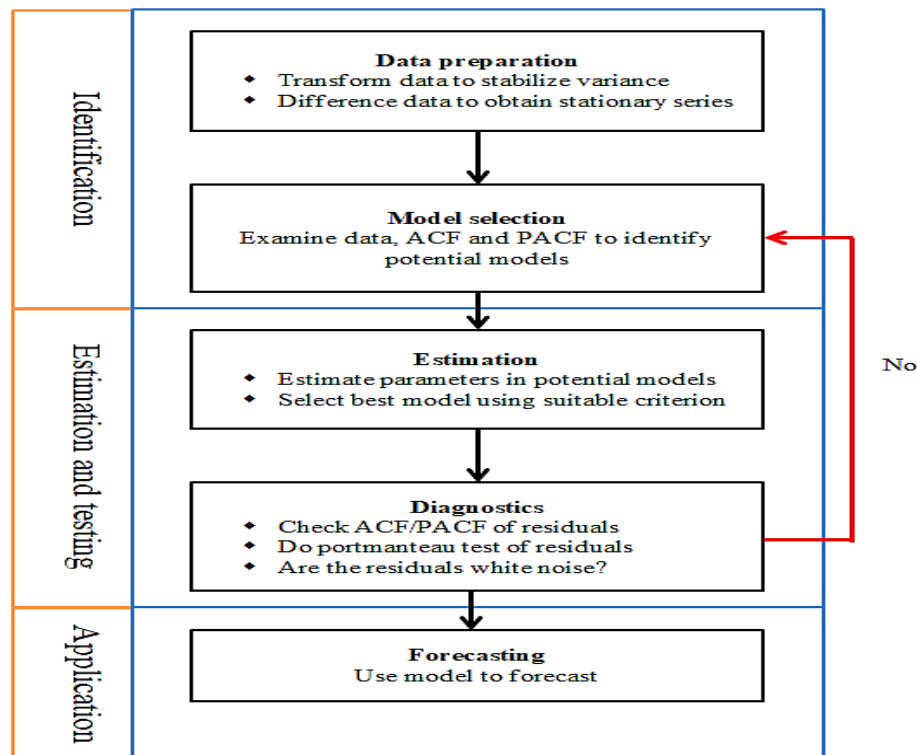 Identification
Data preparation
❖ Transform data to stabilize variance
❖ Difference data to obtain stationary series
Model selection
Examine data, ACF and PACF to identify
potential models
Estimation and testing
Estimation
❖ Estimate parameters in potential models
❖ Select best model using suitable criterion
No
Diagnostics
❖ Check ACF/PACF of residuals
❖ Do portmanteau test of residuals
❖ Are the residuals white noise?
Application
Forecasting
Use model to forecast